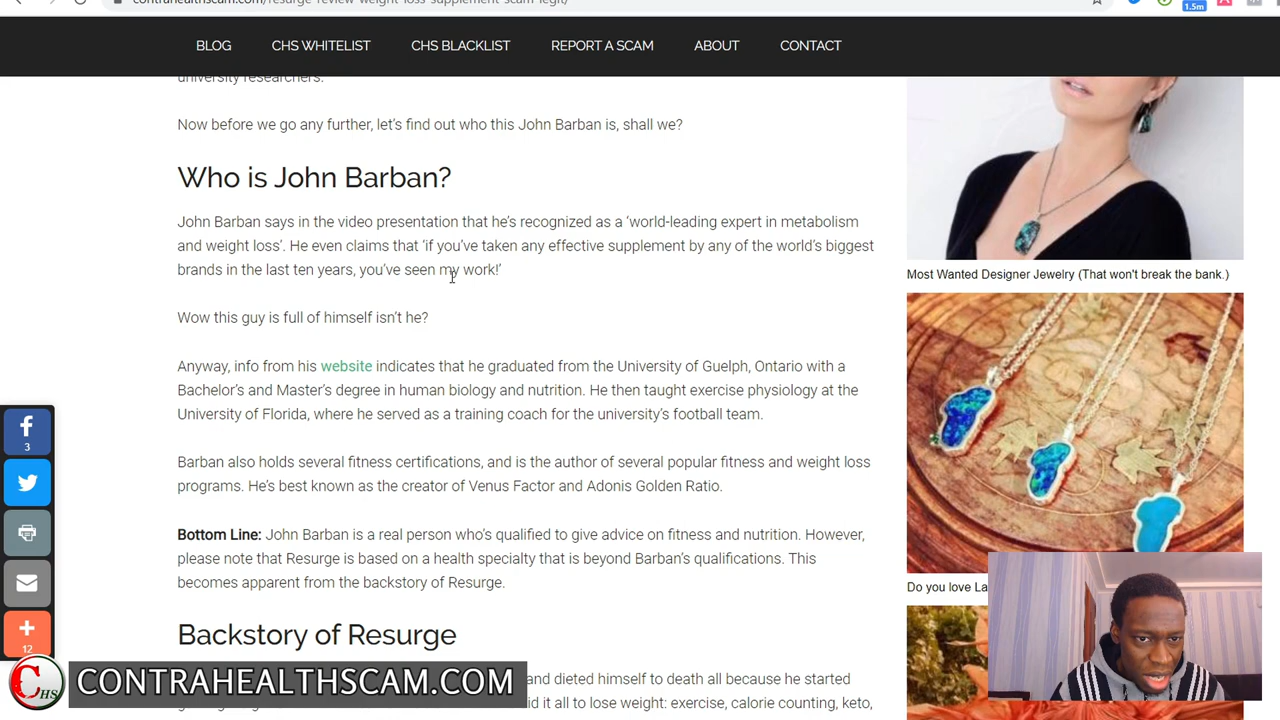 contrahealthscam.com/resurge-review-weight-loss-supplement-scam-legit/
1.5m
BLOG
CHS WHITELIST
CHS BLACKLIST
REPORT A SCAM
ABOUT
CONTACT
university researchers.
Now before we go any further, let's find out who this John Barban is, shall we?
Who is John Barban?
John Barban says in the video presentation that he's recognized as a 'world-leading expert in metabolism
and weight loss'. He even claims that 'if you've taken any effective supplement by any of the world's biggest
brands in the last ten years, you've seen my work!'
Wow this guy is full of himself isn't he?
Anyway, info from his website indicates that he graduated from the University of Guelph, Ontario with a
Bachelor's and Master's degree in human biology and nutrition. He then taught exercise physiology at the
University of Florida, where he served as a training coach for the university's football team.
Barban also holds several fitness certifications, and is the author of several popular fitness and weight loss
programs. He's best known as the creator of Venus Factor and Adonis Golden Ratio.
Bottom Line: John Barban is a real person who's qualified to give advice on fitness and nutrition. However,
please note that Resurge is based on a health specialty that is beyond Barban's qualifications. This
becomes apparent from the backstory of Resurge.
Backstory of Resurge
and dieted himself to death all because he started
it all to lose weight: exercise, calorie counting, keto,
Most Wanted Designer Jewelry (That won't break the bank.)
Do you love La
3
12
CHS
CONTRAHEALTHSCAM.COM